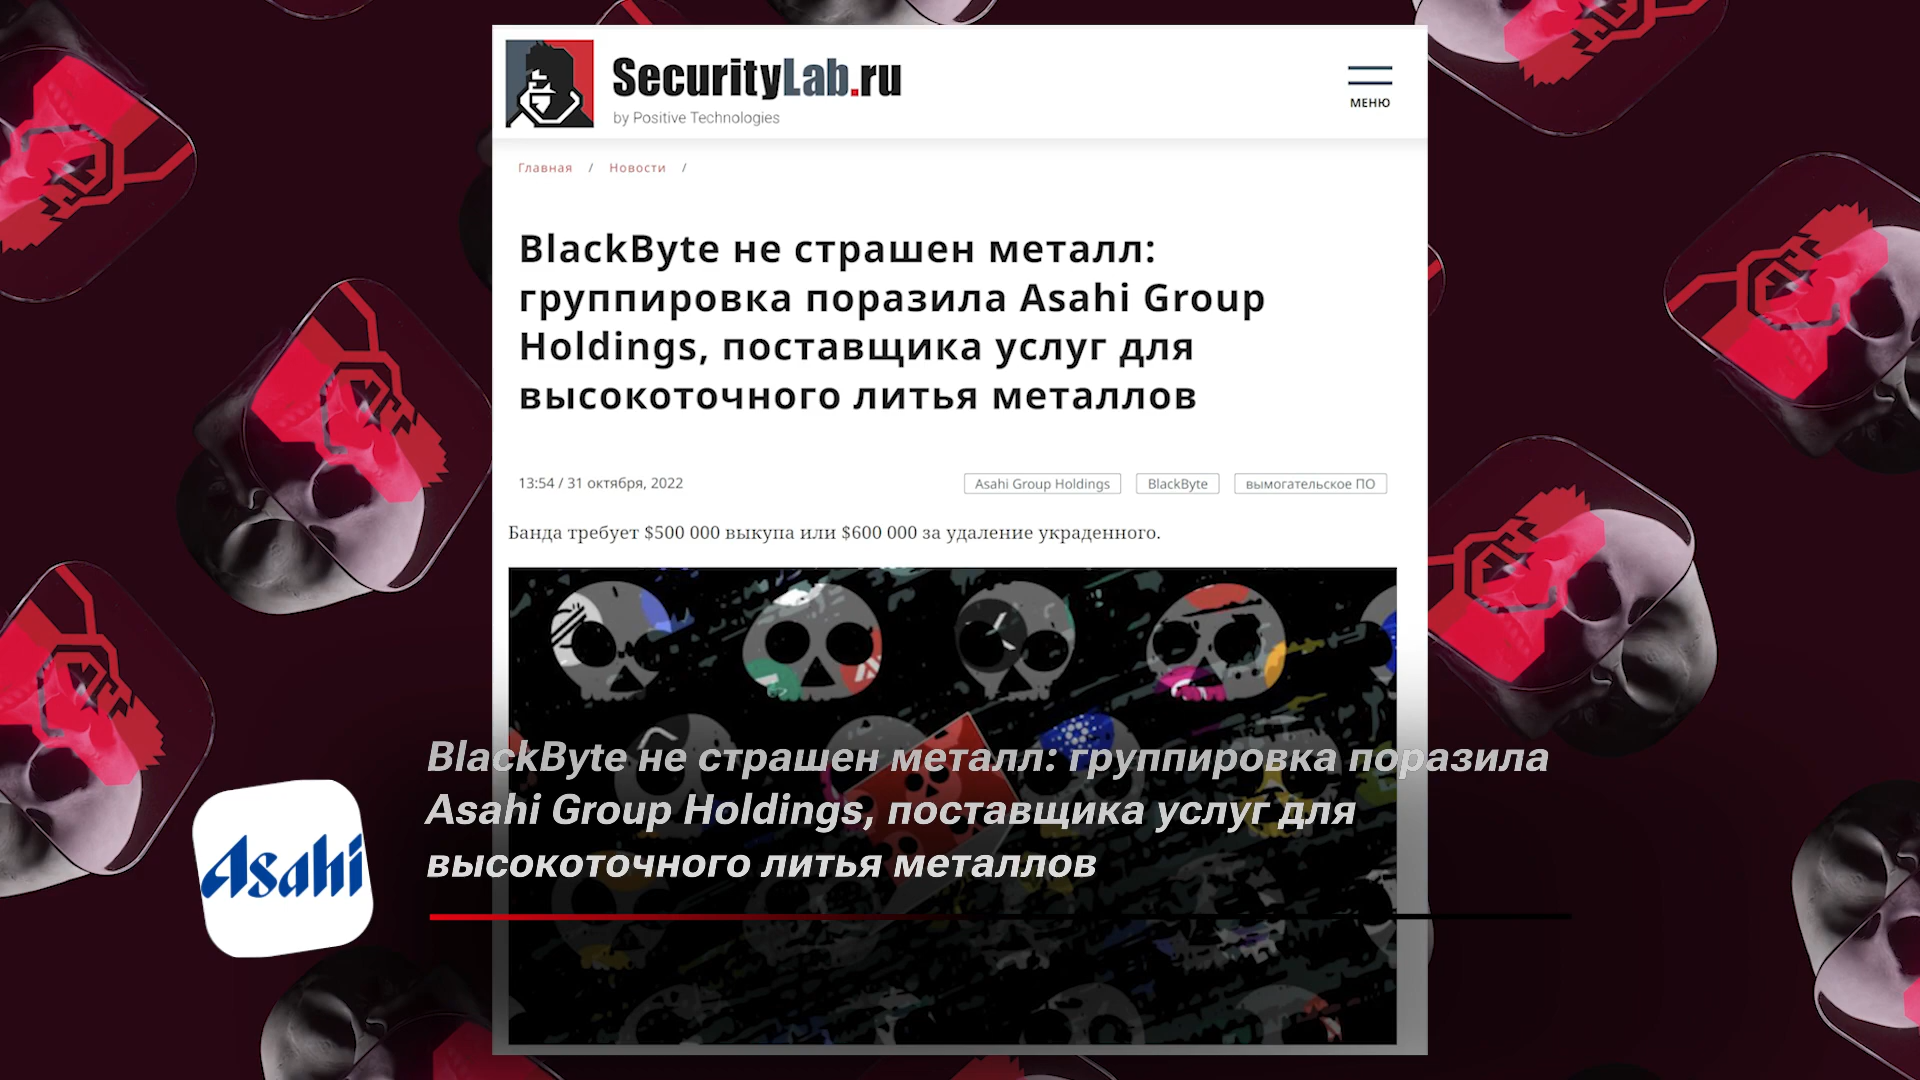 SecurityLab.ru
by Positive Technologies
МЕНЮ
Главная / Новости /
BlackByte не страшен металл:
группировка поразила Asahi Group
Holdings, поставщика услуг для
высокоточного литья металлов
13:54 / 31 октября, 2022
Asahi Group Holdings
BlackByte
вымогательское ПО
Банда требует $500 000 выкупа или $600 000 за удаление украденного.
BlackByte не страшен металл: группировка поразила
Asahi Group Holdings, поставщика услуг для
высокоточного литья металлов
Asahi